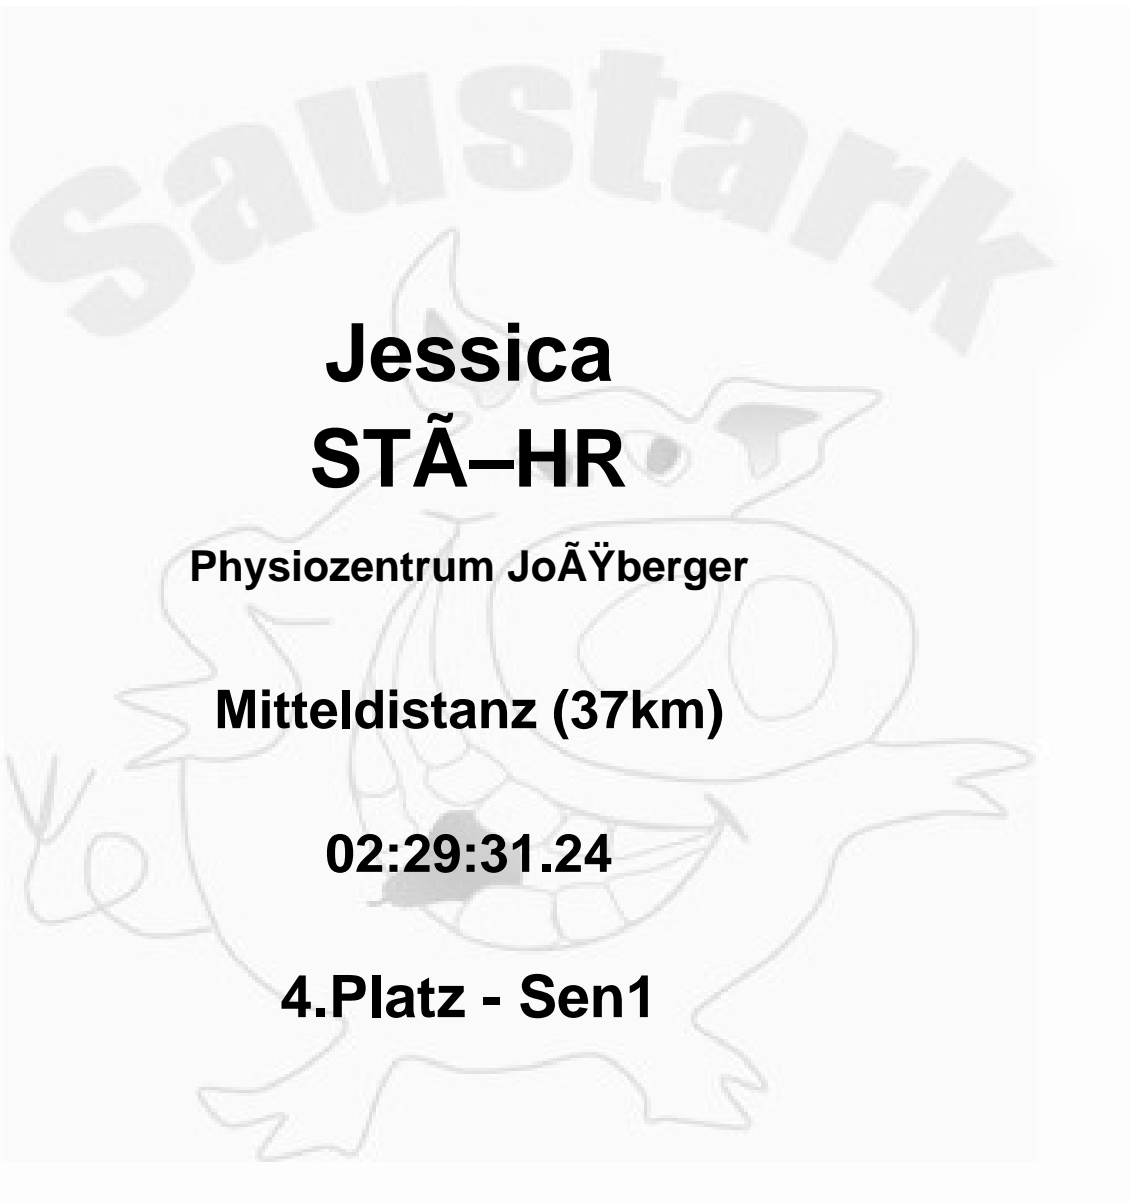 Saustark
Jessica
STÃ–HR
Physiozentrum JoÃŸberger
Mitteldistanz (37km)
02:29:31.24
4.Platz - Sen1